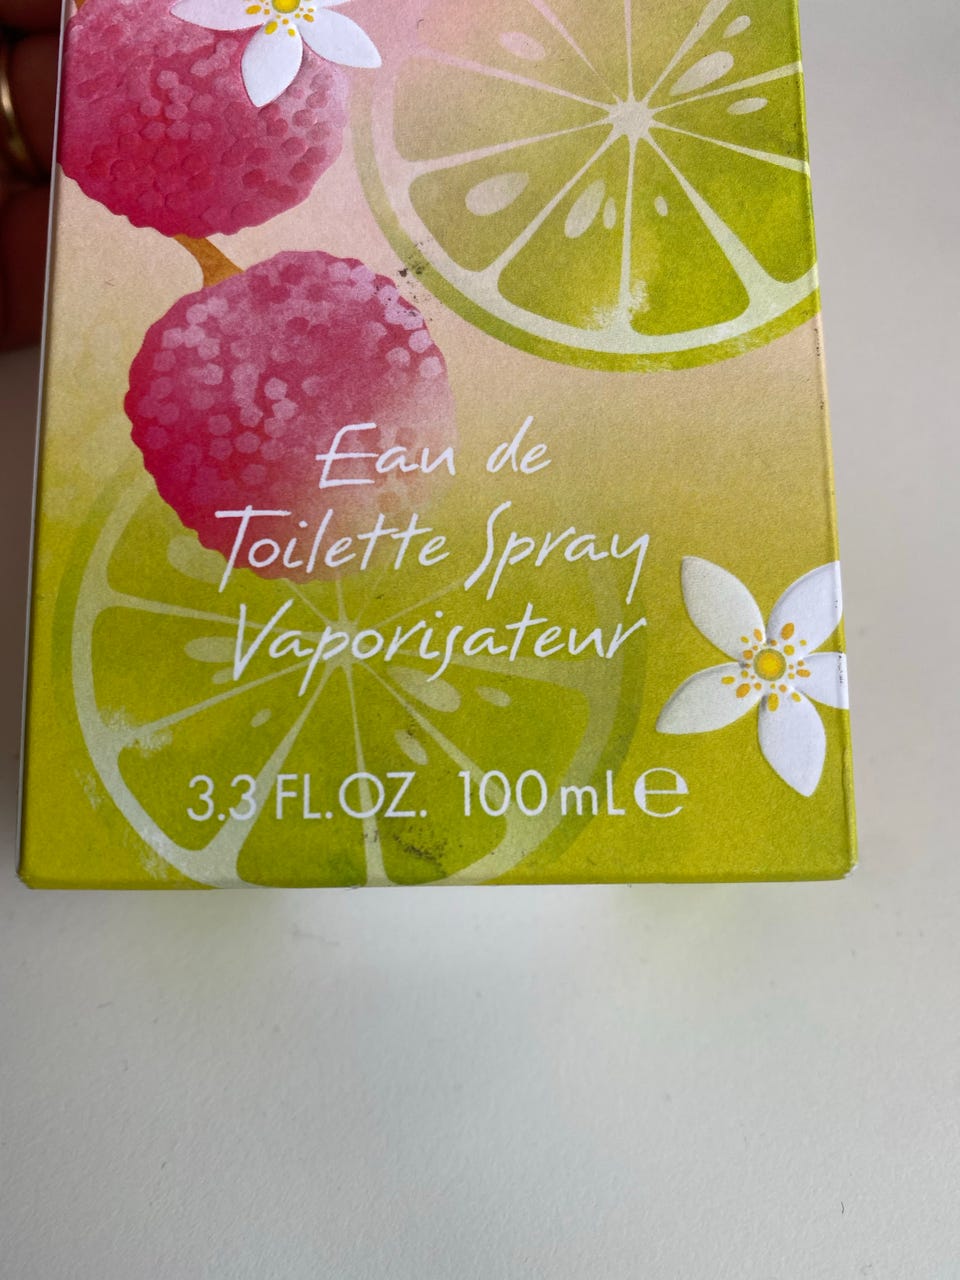 Eau de
Toilette Spray
Vaporisateur
3.3 FL.OZ. 100 mL ℮